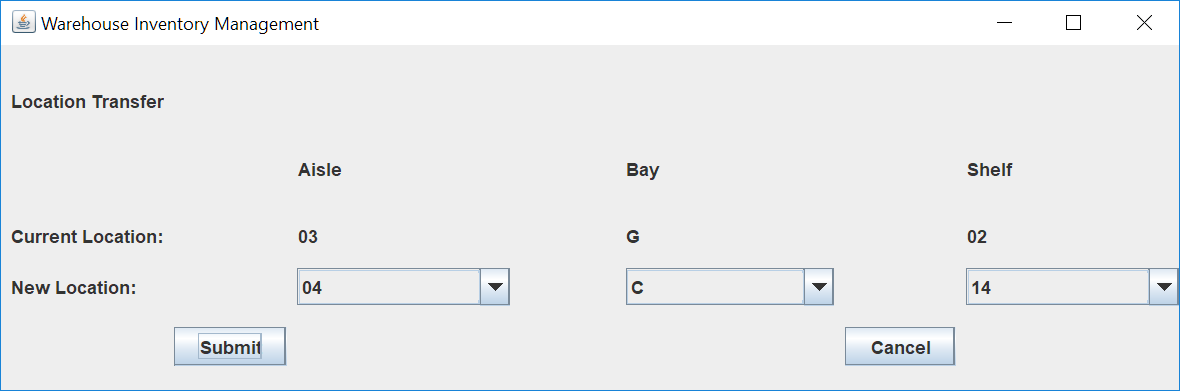 Warehouse Inventory Management
Location Transfer
Aisle Bay Shelf
Current Location: 03 G 02
New Location: 04 C 14
Submit Cancel